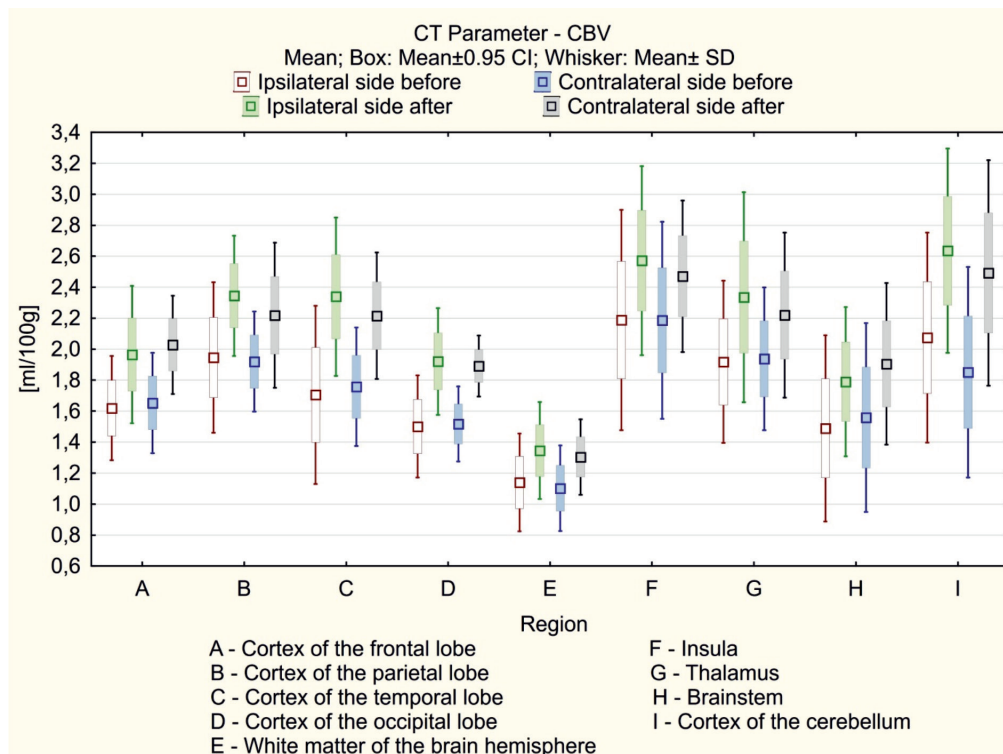 CT Parameter - CBV
Mean; Box: Mean±0.95 CI; Whisker: Mean± SD
Ipsilateral side before
Contralateral side before
Ipsilateral side after
Contralateral side after
[ml/100g]
3,4
3,2
3,0
2,8
2,6
2,4
2,2
2,0
1,8
1,6
1,4
1,2
1,0
0,8
0,6
A B C D E F G H I
Region
A - Cortex of the frontal lobe
B - Cortex of the parietal lobe
C - Cortex of the temporal lobe
D - Cortex of the occipital lobe
E - White matter of the brain hemisphere
F - Insula
G - Thalamus
H - Brainstem
I - Cortex of the cerebellum